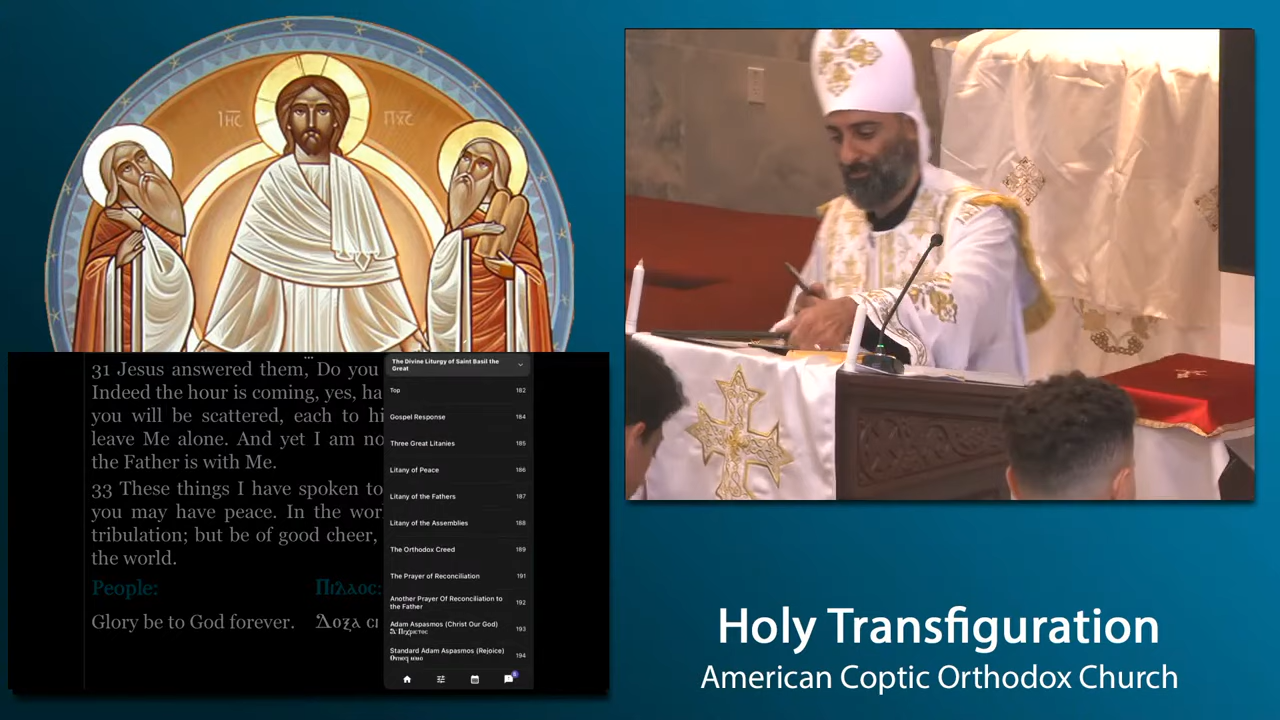 ΙΗ̅С̅ Π̅Χ̅С̅
31 Jesus answered them, Do you
Indeed the hour is coming, yes, ha
you will be scattered, each to hi
leave Me alone. And yet I am no
the Father is with Me.
33 These things I have spoken to
you may have peace. In the wor
tribulation; but be of good cheer,
the world.
People: Ⲡⲓⲗⲁⲟⲥ:
Glory be to God forever. Ⲇⲟⲝⲁ ⲥⲓ
The Divine Liturgy of Saint Basil the
Great
Top 182
Gospel Response 184
Three Great Litanies 185
Litany of Peace 186
Litany of the Fathers 187
Litany of the Assemblies 188
The Orthodox Creed 189
The Prayer of Reconciliation 191
Another Prayer Of Reconciliation to
the Father 192
Adam Aspasmos (Christ Our God) 193
Standard Adam Aspasmos (Rejoice) 194
Holy Transfiguration
American Coptic Orthodox Church